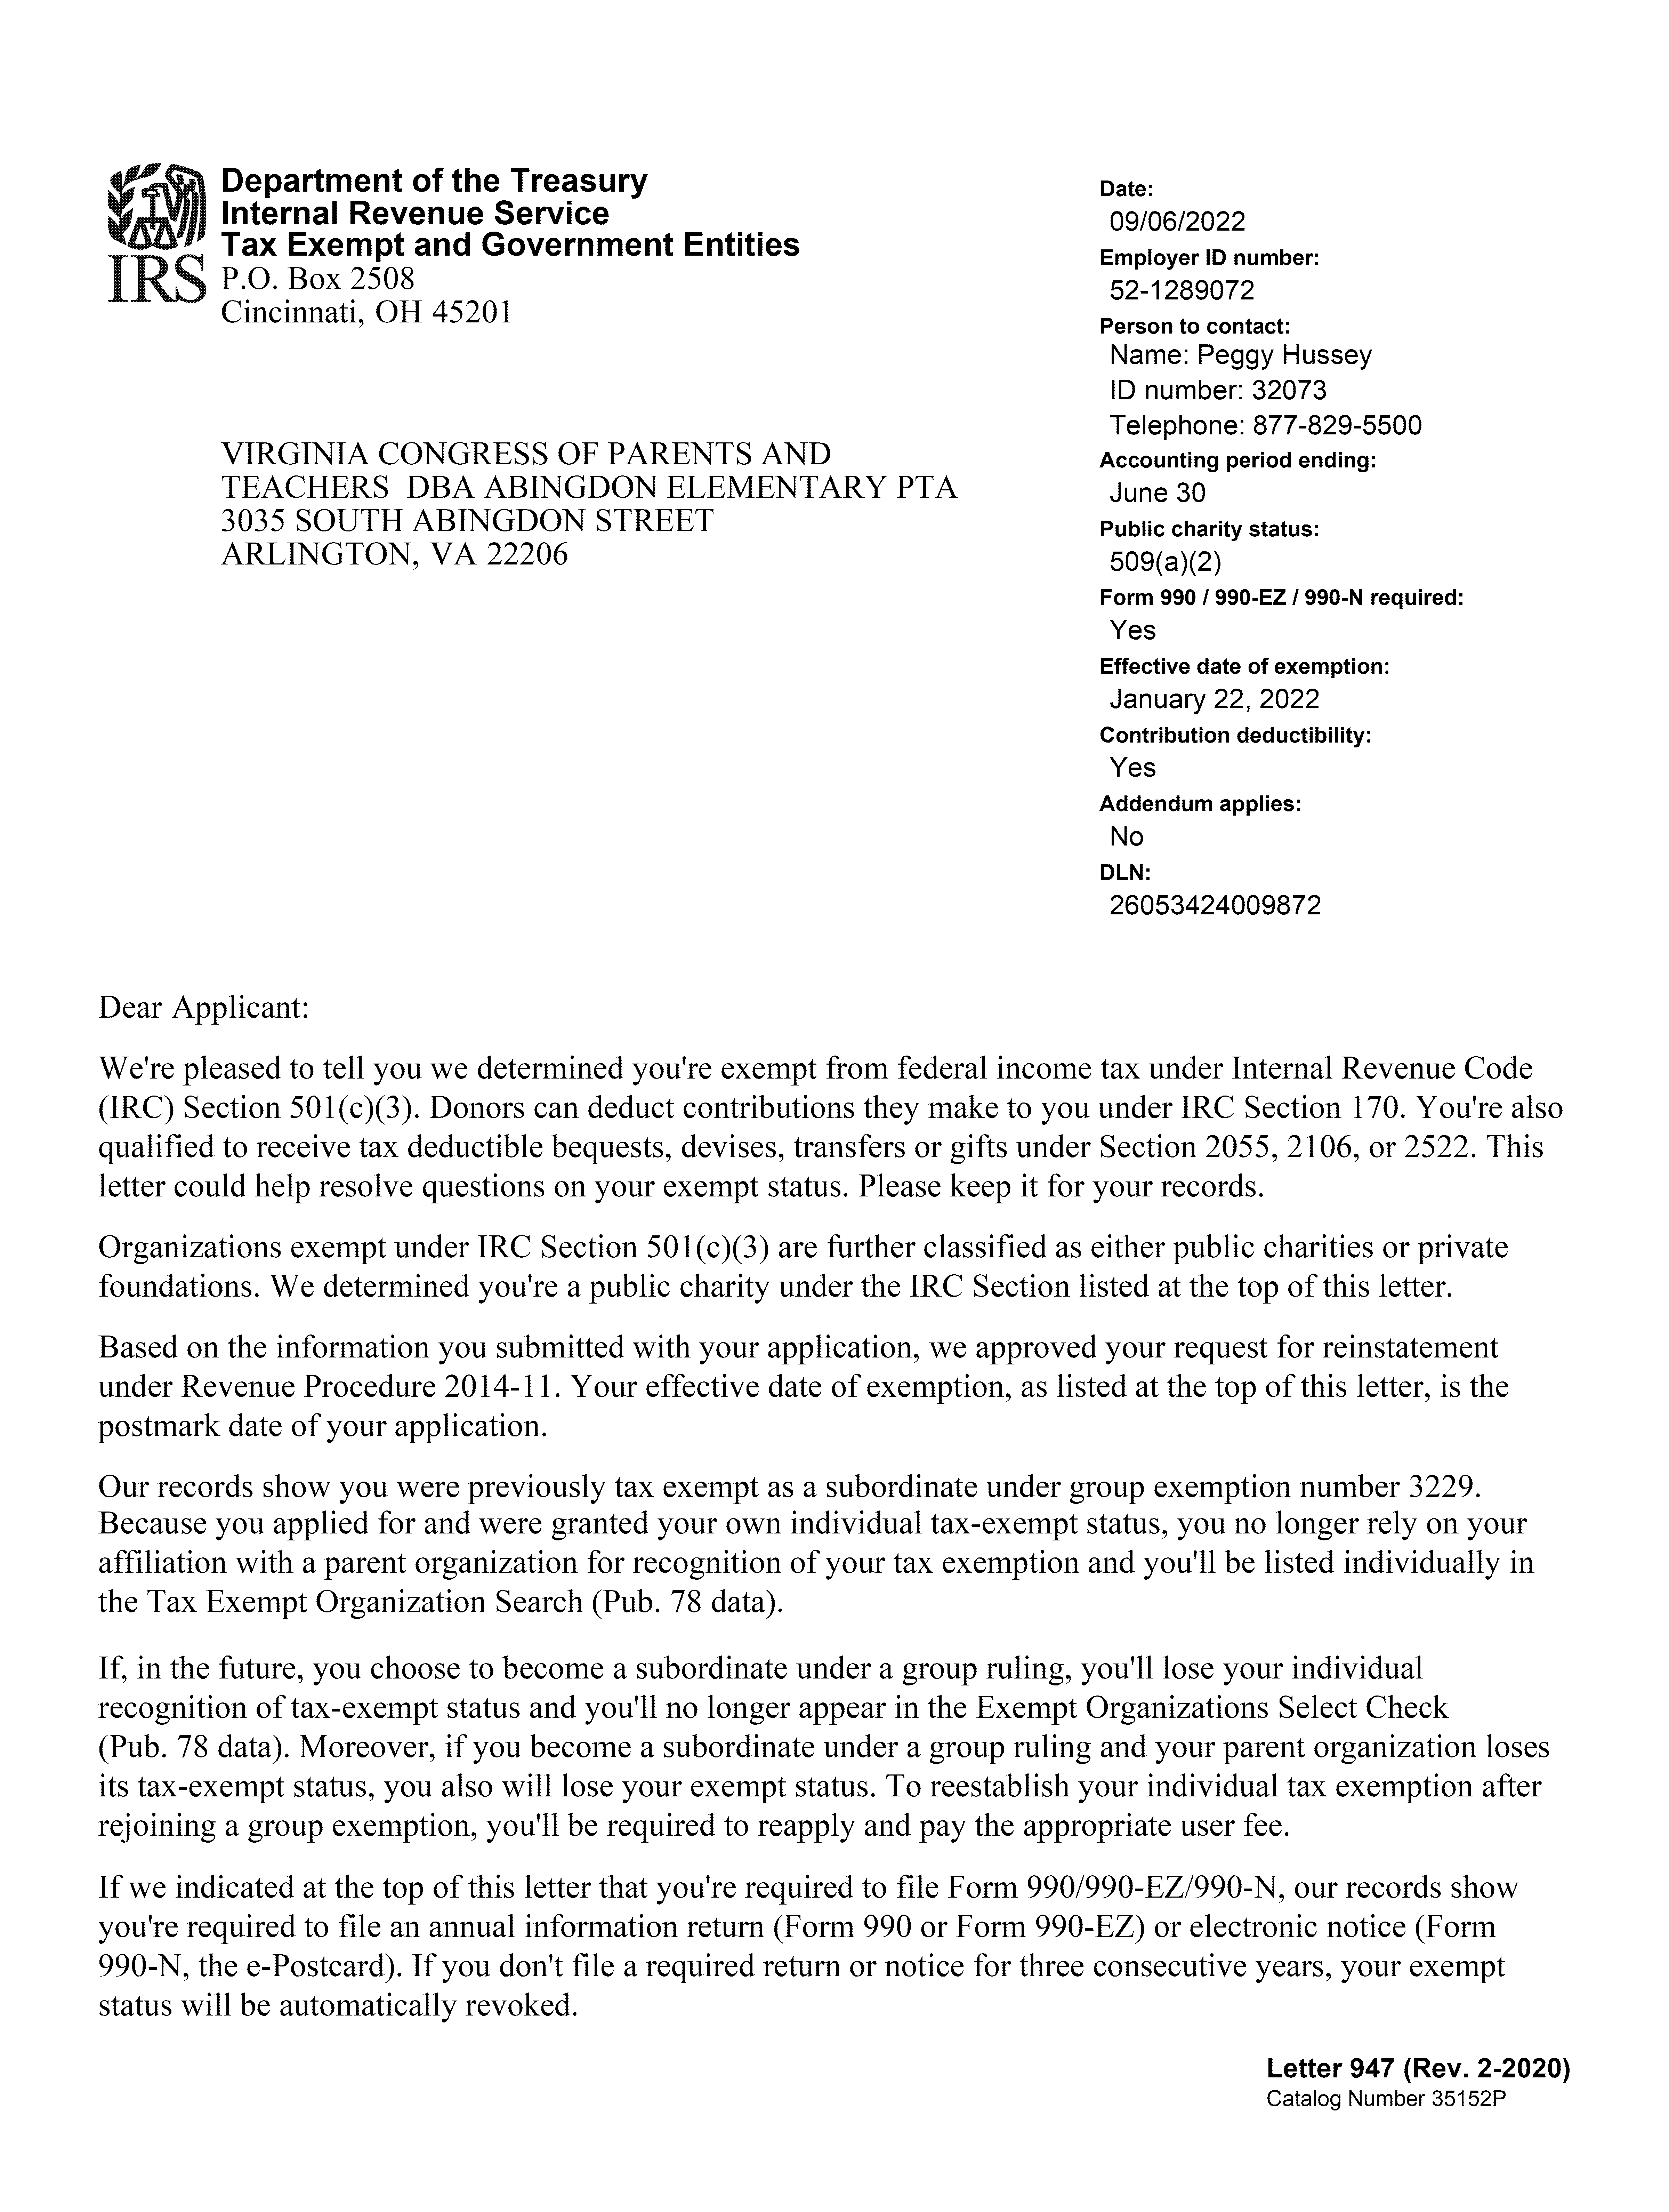 Department of the Treasury
Internal Revenue Service
Tax Exempt and Government Entities
IRS
P.O. Box 2508
Cincinnati, OH 45201
VIRGINIA CONGRESS OF PARENTS AND
TEACHERS  DBA ABINGDON ELEMENTARY PTA
3035 SOUTH ABINGDON STREET
ARLINGTON, VA 22206
Date:
09/06/2022
Employer ID number:
52-1289072
Person to contact:
Name: Peggy Hussey
ID number: 32073
Telephone: 877-829-5500
Accounting period ending:
June 30
Public charity status:
509(a)(2)
Form 990 / 990-EZ / 990-N required:
Yes
Effective date of exemption:
January 22, 2022
Contribution deductibility:
Yes
Addendum applies:
No
DLN:
26053424009872
Dear Applicant:
We're pleased to tell you we determined you're exempt from federal income tax under Internal Revenue Code
(IRC) Section 501(c)(3). Donors can deduct contributions they make to you under IRC Section 170. You're also
qualified to receive tax deductible bequests, devises, transfers or gifts under Section 2055, 2106, or 2522. This
letter could help resolve questions on your exempt status. Please keep it for your records.
Organizations exempt under IRC Section 501(c)(3) are further classified as either public charities or private
foundations. We determined you're a public charity under the IRC Section listed at the top of this letter.
Based on the information you submitted with your application, we approved your request for reinstatement
under Revenue Procedure 2014-11. Your effective date of exemption, as listed at the top of this letter, is the
postmark date of your application.
Our records show you were previously tax exempt as a subordinate under group exemption number 3229.
Because you applied for and were granted your own individual tax-exempt status, you no longer rely on your
affiliation with a parent organization for recognition of your tax exemption and you'll be listed individually in
the Tax Exempt Organization Search (Pub. 78 data).
If, in the future, you choose to become a subordinate under a group ruling, you'll lose your individual
recognition of tax-exempt status and you'll no longer appear in the Exempt Organizations Select Check
(Pub. 78 data). Moreover, if you become a subordinate under a group ruling and your parent organization loses
its tax-exempt status, you also will lose your exempt status. To reestablish your individual tax exemption after
rejoining a group exemption, you'll be required to reapply and pay the appropriate user fee.
If we indicated at the top of this letter that you're required to file Form 990/990-EZ/990-N, our records show
you're required to file an annual information return (Form 990 or Form 990-EZ) or electronic notice (Form
990-N, the e-Postcard). If you don't file a required return or notice for three consecutive years, your exempt
status will be automatically revoked.
Letter 947 (Rev. 2-2020)
Catalog Number 35152P